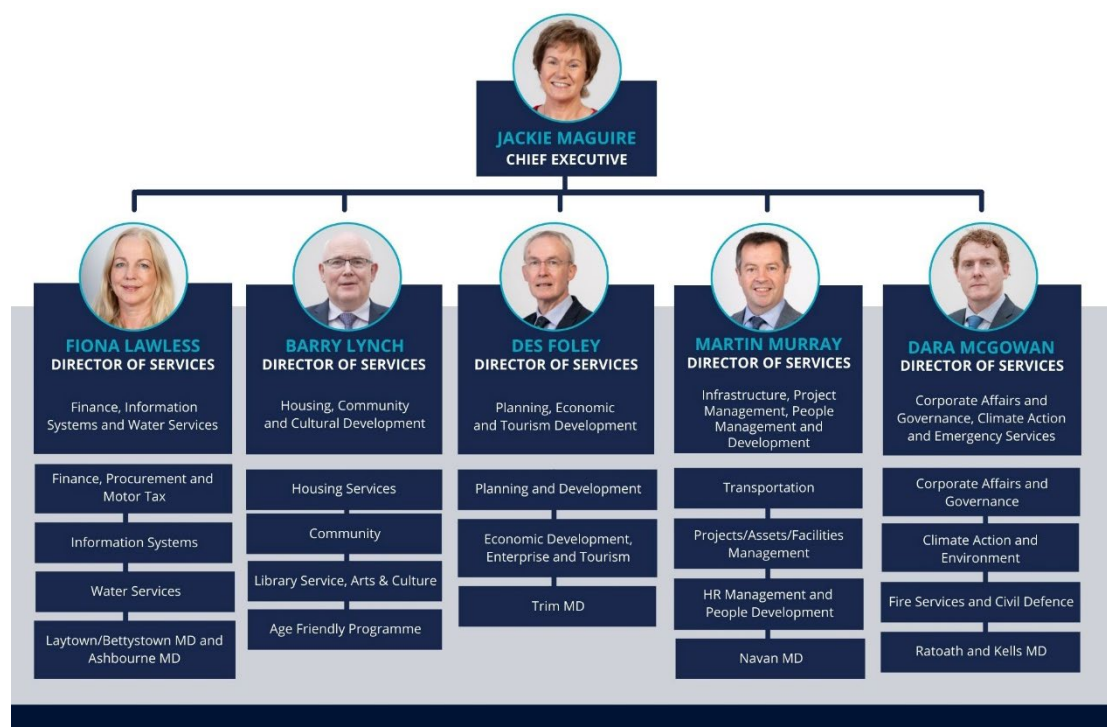 JACKIE MAGUIRE
CHIEF EXECUTIVE
FIONA LAWLESS
DIRECTOR OF SERVICES
Finance, Information
Systems and Water Services
Finance, Procurement and
Motor Tax
Information Systems
Water Services
Laytown/Bettystown MD and
Ashbourne MD
BARRY LYNCH
DIRECTOR OF SERVICES
Housing, Community
and Cultural Development
Housing Services
Community
Library Service, Arts & Culture
Age Friendly Programme
DES FOLEY
DIRECTOR OF SERVICES
Planning, Economic
and Tourism Development
Planning and Development
Economic Development,
Enterprise and Tourism
Trim MD
MARTIN MURRAY
DIRECTOR OF SERVICES
Infrastructure, Project
Management, People
Management and
Development
Transportation
Projects/Assets/Facilities
Management
HR Management and
People Development
Navan MD
DARA MCGOWAN
DIRECTOR OF SERVICES
Corporate Affairs and
Governance, Climate Action
and Emergency Services
Corporate Affairs and
Governance
Climate Action and
Environment
Fire Services and Civil Defence
Ratoath and Kells MD